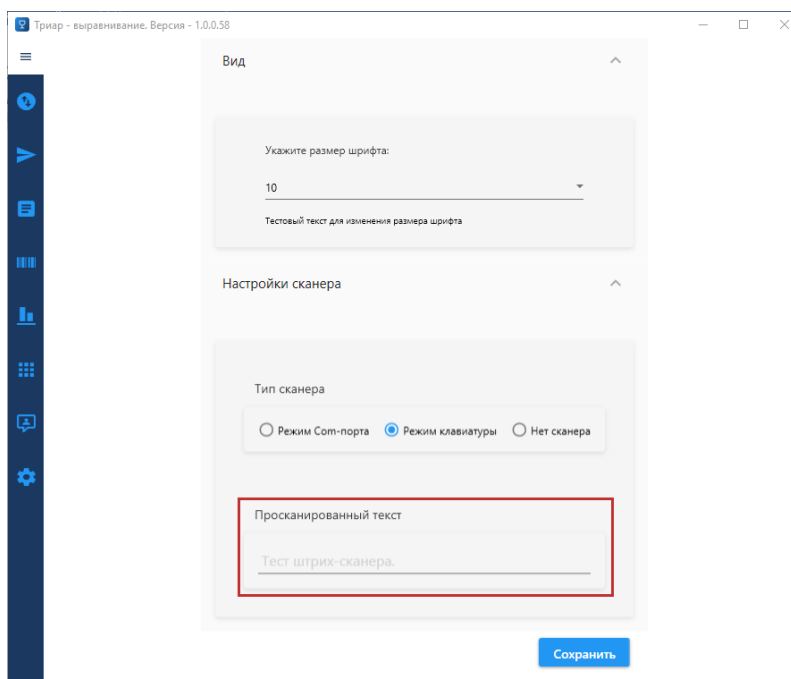 Триар - выравнивание. Версия - 1.0.0.58
Вид
Укажите размер шрифта:
10
Тестовый текст для изменения размера шрифта
Настройки сканера
Тип сканера
Режим Com-порта Режим клавиатуры Нет сканера
Просканированный текст
Тест штрих-сканера.
Сохранить